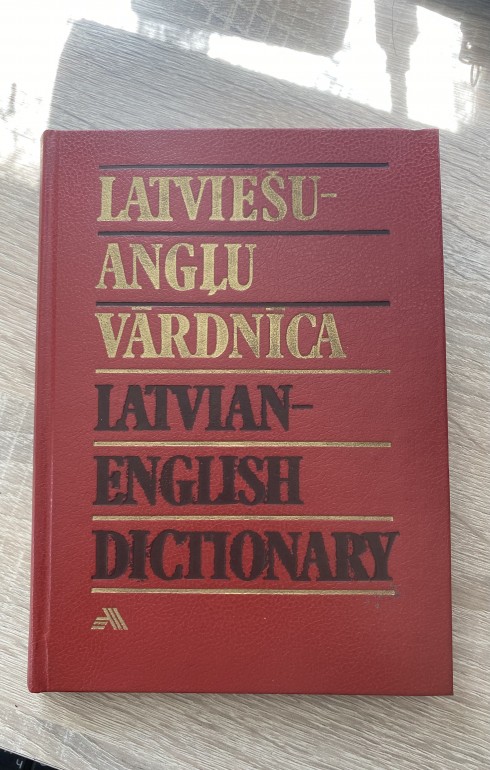 LATVIEŠU-
ANGĻU
VĀRDNĪCA
LATVIAN-
ENGLISH
DICTIONARY